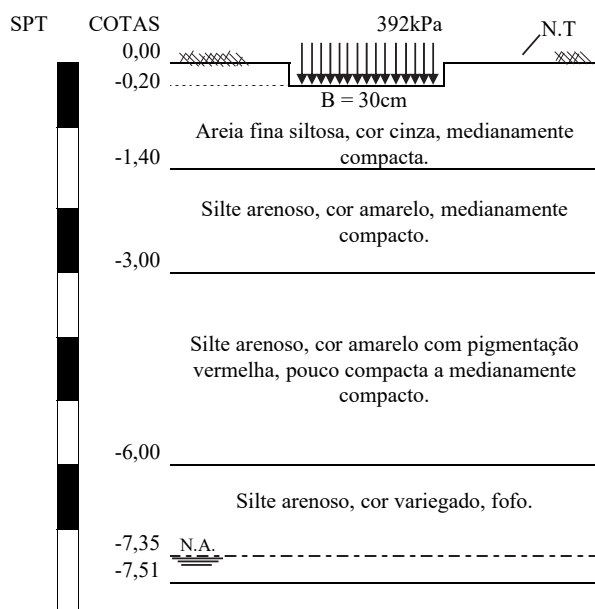 SPT
COTAS
392kPa
N.T
0,00
-0,20
B = 30cm
Areia fina siltosa, cor cinza, medianamente
compacta.
-1,40
Silte arenoso, cor amarelo, medianamente
compacto.
-3,00
Silte arenoso, cor amarelo com pigmentação
vermelha, pouco compacta a medianamente
compacto.
-6,00
Silte arenoso, cor variegado, fofo.
-7,35
N.A.
-7,51